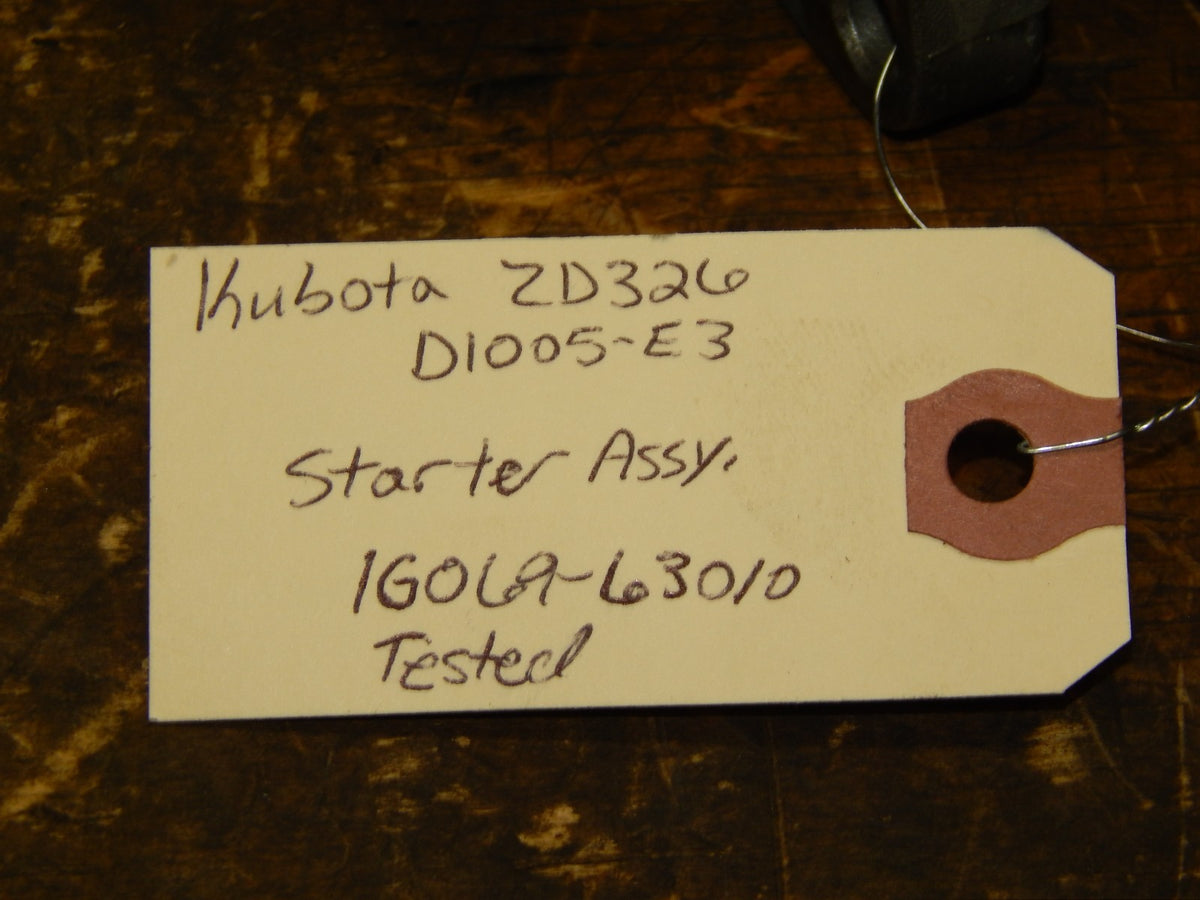 Kubota ZD326
D1005-E3
Starter Assy.
1G069-63010
Tested